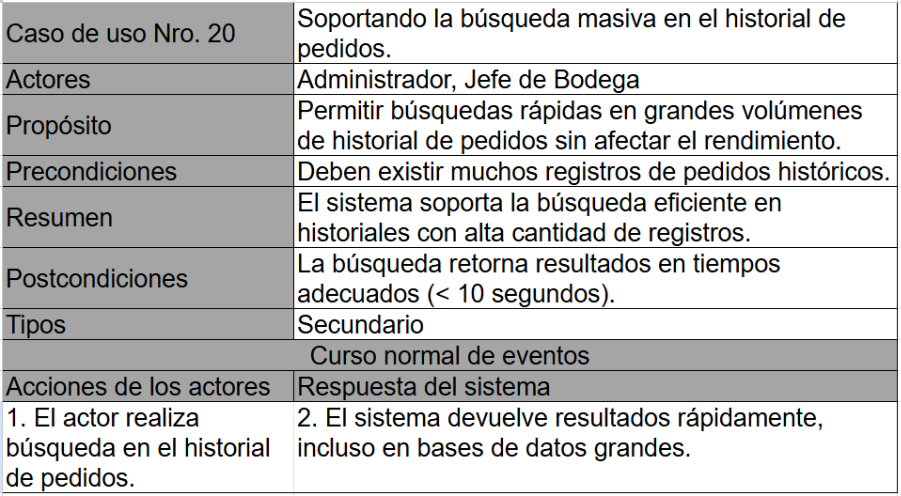 Caso de uso Nro. 20
Soportando la búsqueda masiva en el historial de
pedidos.
Actores
Administrador, Jefe de Bodega
Propósito
Permitir búsquedas rápidas en grandes volúmenes
de historial de pedidos sin afectar el rendimiento.
Precondiciones
Deben existir muchos registros de pedidos históricos.
Resumen
El sistema soporta la búsqueda eficiente en
historiales con alta cantidad de registros.
Postcondiciones
La búsqueda retorna resultados en tiempos
adecuados (< 10 segundos).
Tipos
Secundario
Curso normal de eventos
Acciones de los actores
Respuesta del sistema
1. El actor realiza
búsqueda en el historial
de pedidos.
2. El sistema devuelve resultados rápidamente,
incluso en bases de datos grandes.